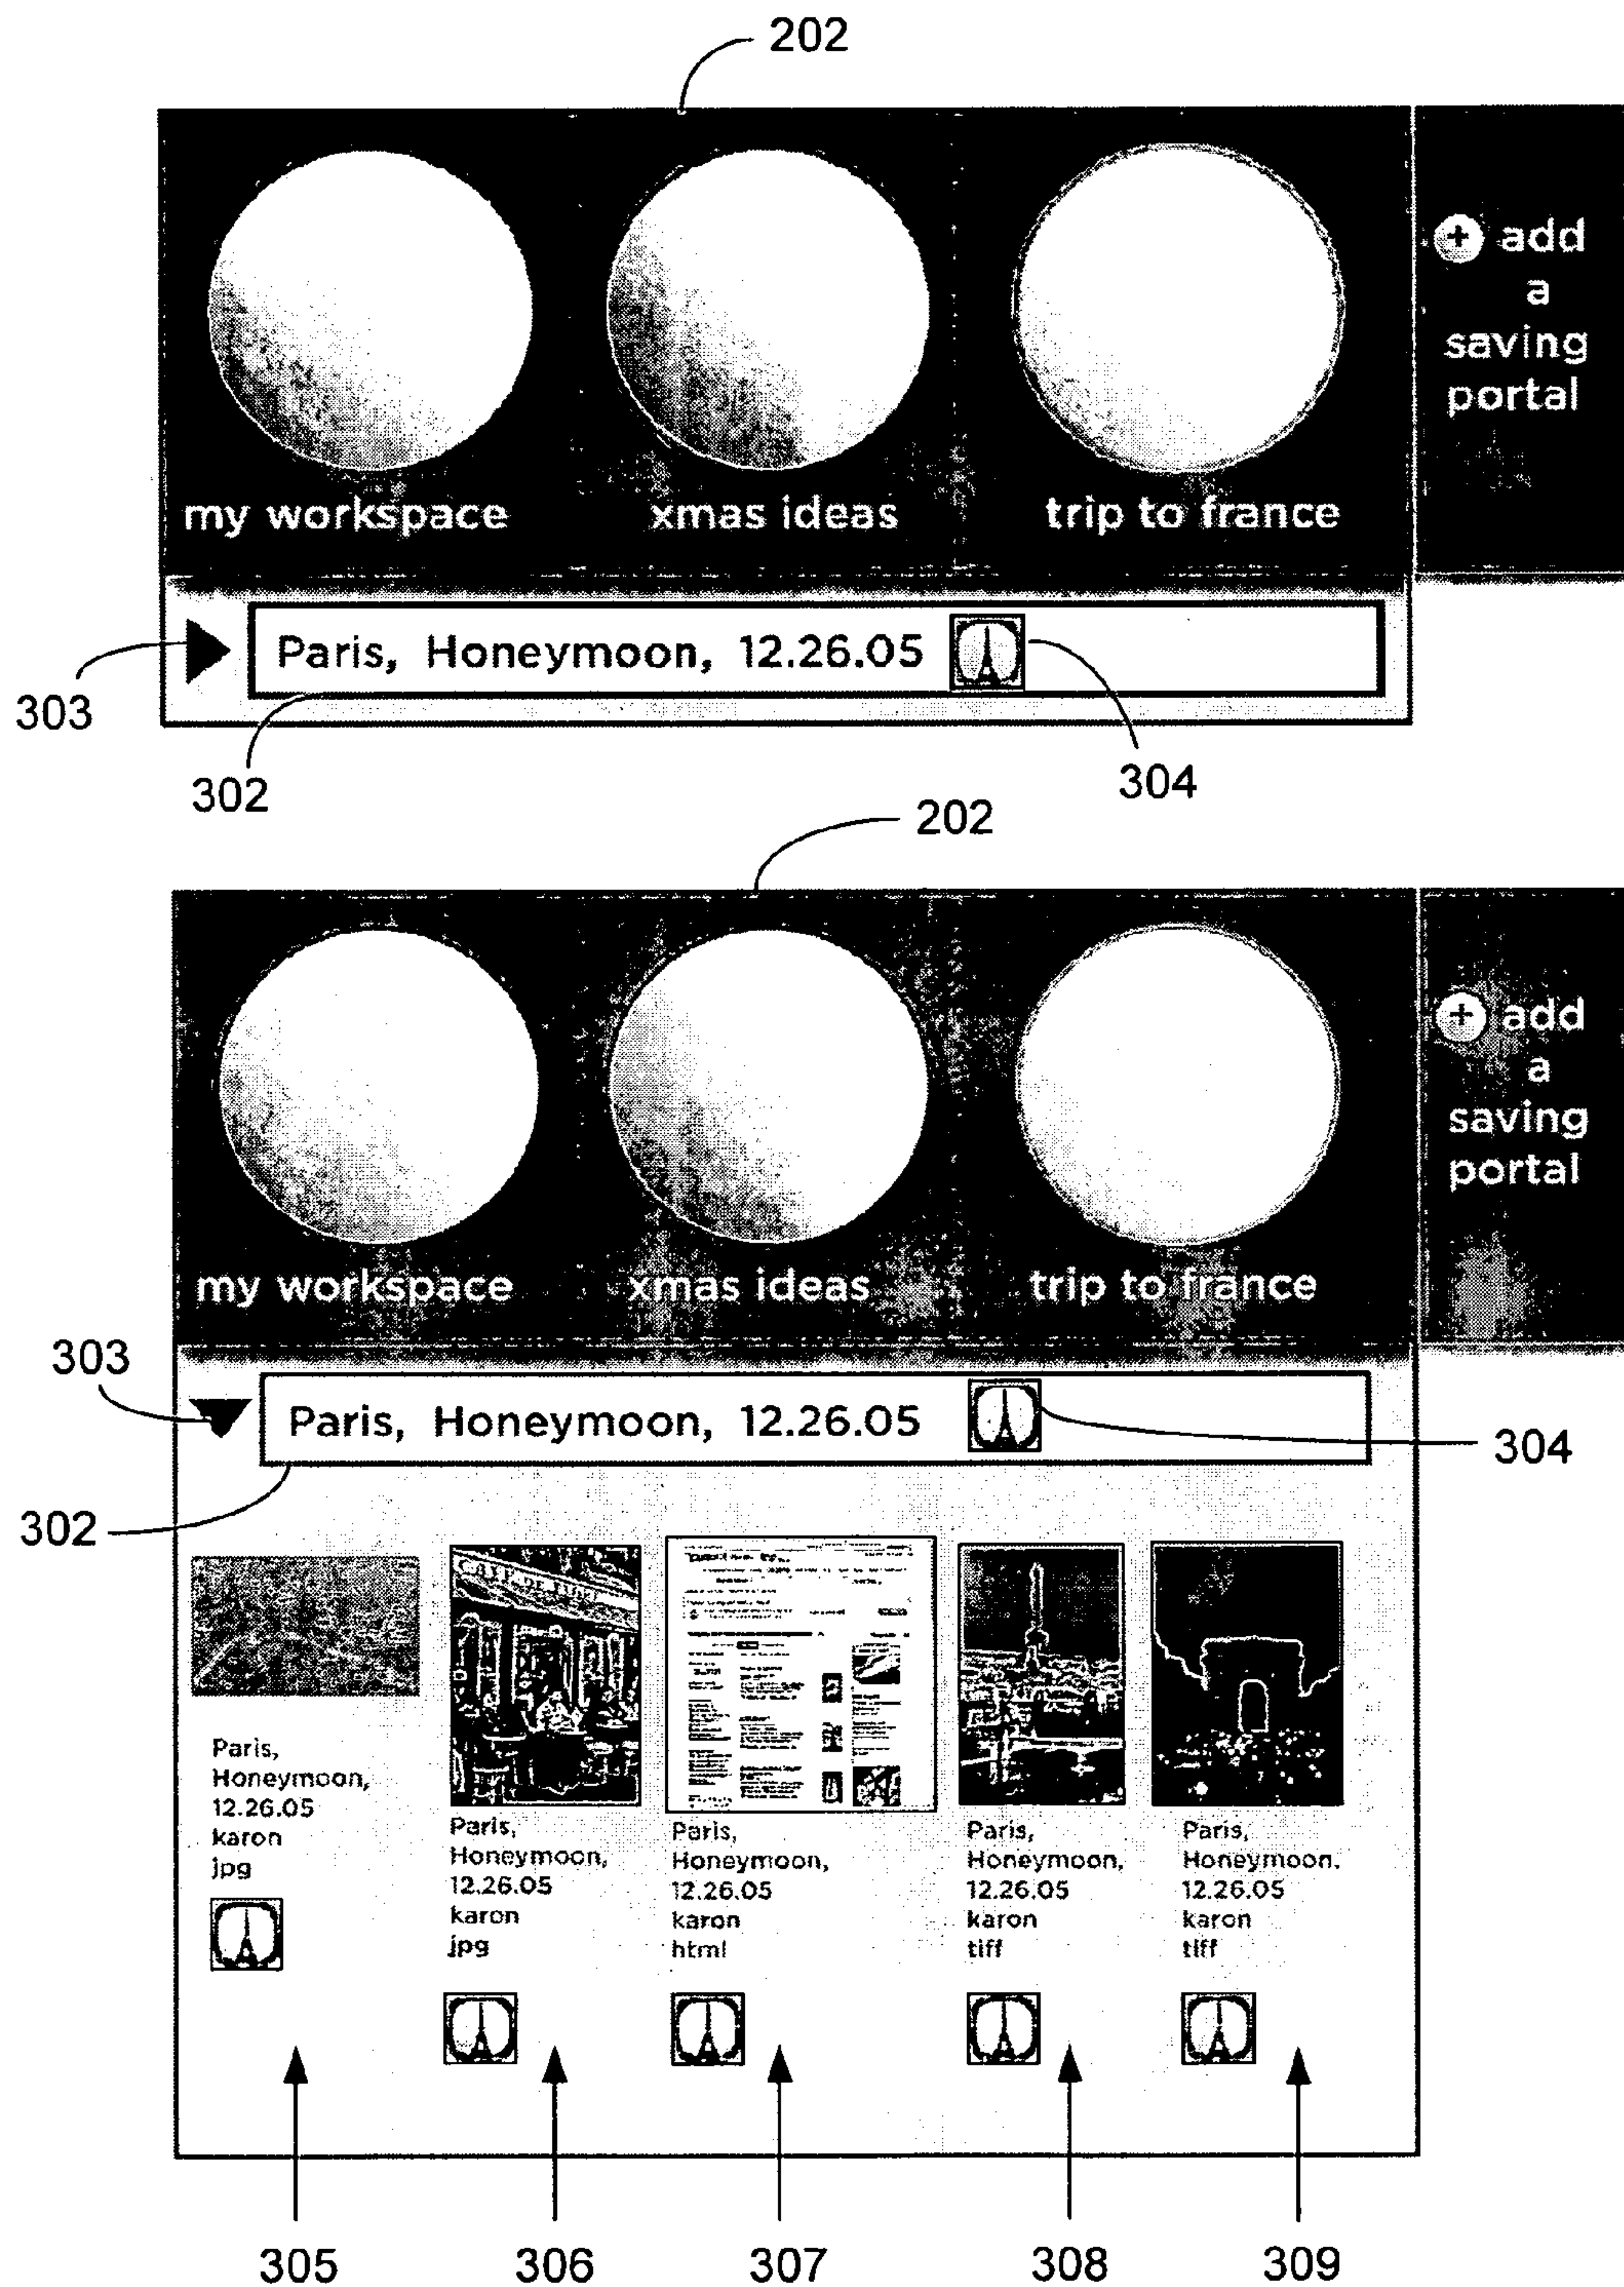 202
+ add
a
saving
portal
my workspace xmas ideas trip to france
Paris, Honeymoon, 12.26.05
303
302
304
202
+ add
a
saving
portal
my workspace xmas ideas trip to france
303
Paris, Honeymoon, 12.26.05
304
302
Paris,
Honeymoon,
12.26.05
karon
jpg
Paris,
Honeymoon,
12.26.05
karon
jpg
Paris,
Honeymoon,
12.26.05
karon
html
Paris,
Honeymoon,
12.26.05
karon
tiff
Paris,
Honeymoon,
12.26.05
karon
tiff
305 306 307 308 309